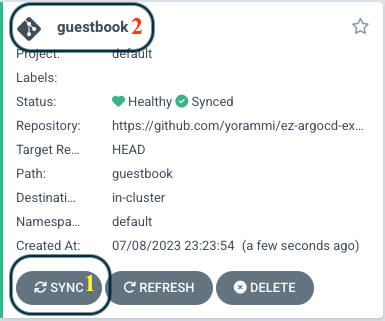 guestbook 2
Project: default
Labels:
Status: Healthy Synced
Repository: https://github.com/yorammi/ez-argocd-ex...
Target Re... HEAD
Path: guestbook
Destinati... in-cluster
Namespa... default
Created At: 07/08/2023 23:23:54 (a few seconds ago)
SYNC 1 REFRESH DELETE